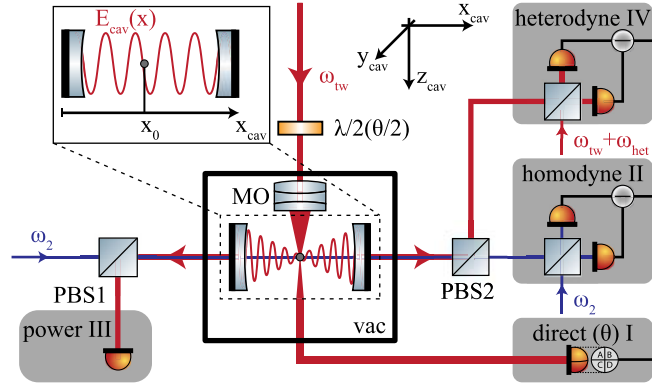 E_cav(x)
x_0
x_cav
ω_tw
λ/2(θ/2)
x_cav
y_cav
z_cav
heterodyne IV
ω_tw+ω_het
MO
homodyne II
ω_2
ω_2
PBS1
PBS2
vac
power III
direct (θ) I
A B
C D